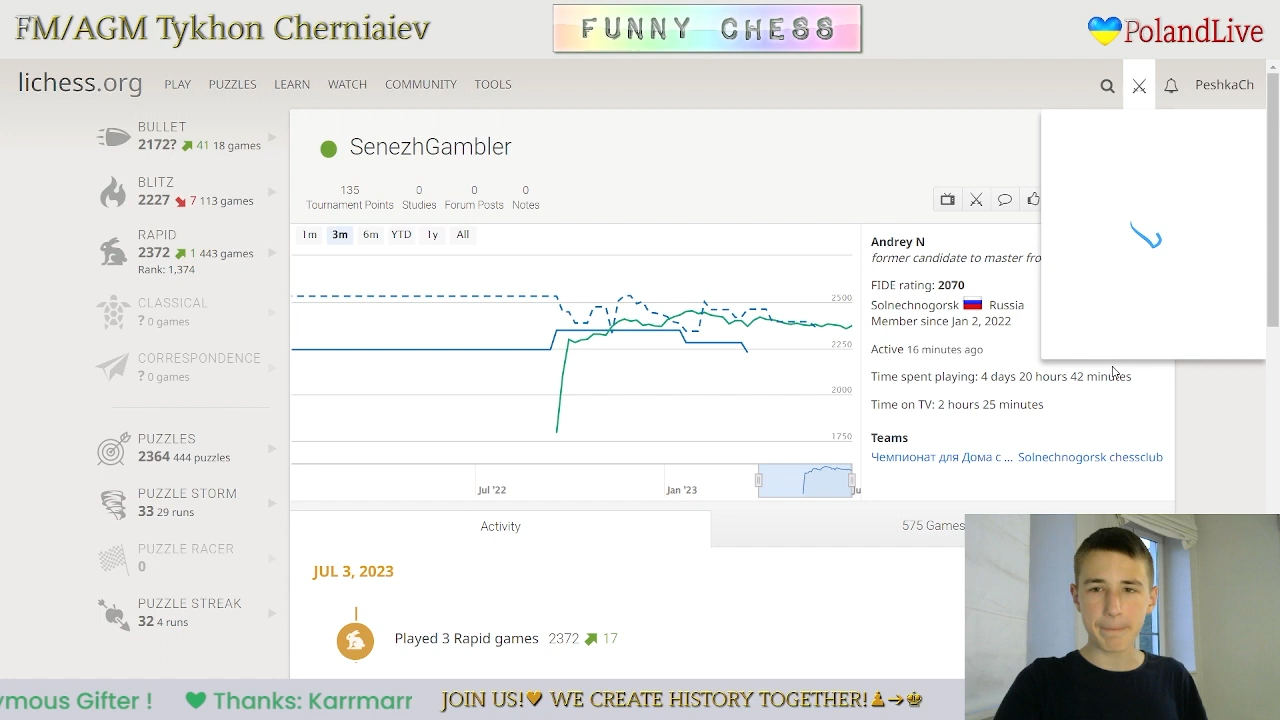 FM/AGM Tykhon Cherniaiev
FUNNY CHESS
PolandLive
lichess.org
PLAY PUZZLES LEARN WATCH COMMUNITY TOOLS
PeshkaCh
BULLET
2172? 41 18 games
BLITZ
2227 7 113 games
RAPID
2372 1 443 games
Rank: 1,374
CLASSICAL
? 0 games
CORRESPONDENCE
? 0 games
PUZZLES
2364 444 puzzles
PUZZLE STORM
33 29 runs
PUZZLE RACER
0
PUZZLE STREAK
32 4 runs
SenezhGambler
135 0 0 0
Tournament Points Studies Forum Posts Notes
1m 3m 6m YTD 1y All
2500
2250
2000
1750
Jul '22 Jan '23 Ju
Andrey N
former candidate to master fro
FIDE rating: 2070
Solnechnogorsk Russia
Member since Jan 2, 2022
Active 16 minutes ago
Time spent playing: 4 days 20 hours 42 minutes
Time on TV: 2 hours 25 minutes
Teams
Чемпионат для Дома с ... Solnechnogorsk chessclub
Activity
575 Games
JUL 3, 2023
Played 3 Rapid games 2372 17
ymous Gifter ! Thanks: Karrmarr
JOIN US! WE CREATE HISTORY TOGETHER!